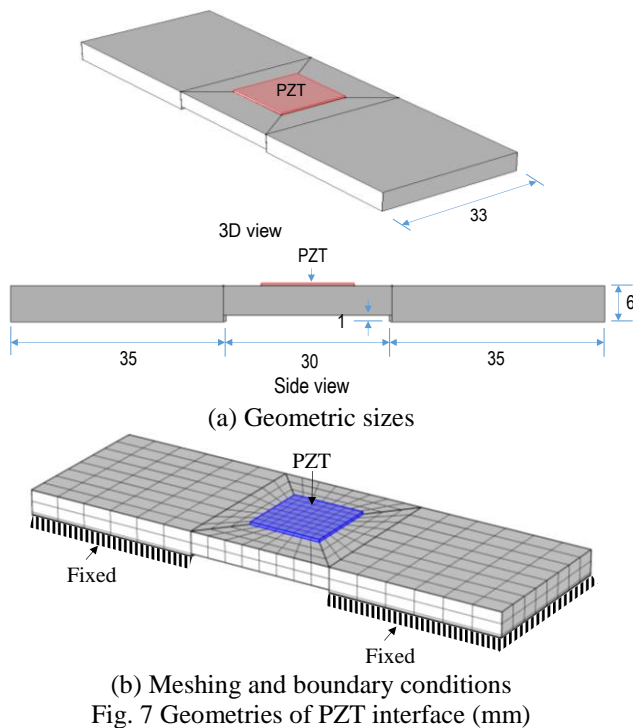 PZT
33
3D view
PZT
6
1
35
30
35
Side view
(a) Geometric sizes
PZT
Fixed
Fixed
(b) Meshing and boundary conditions
Fig. 7 Geometries of PZT interface (mm)